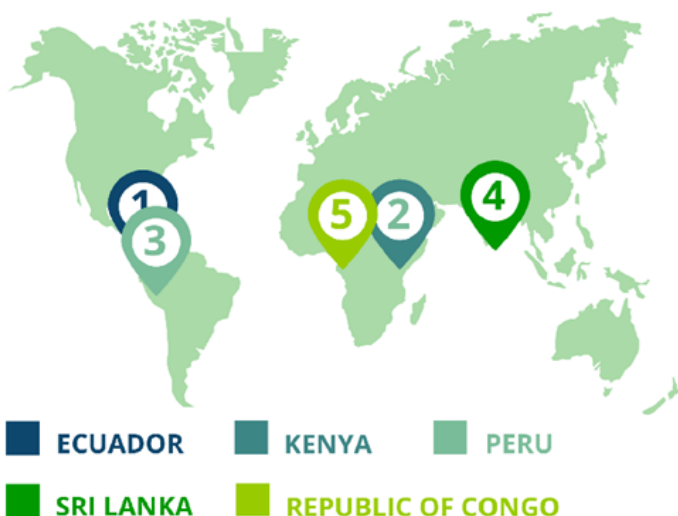 1
5
2
4
3
ECUADOR
KENYA
PERU
SRI LANKA
REPUBLIC OF CONGO